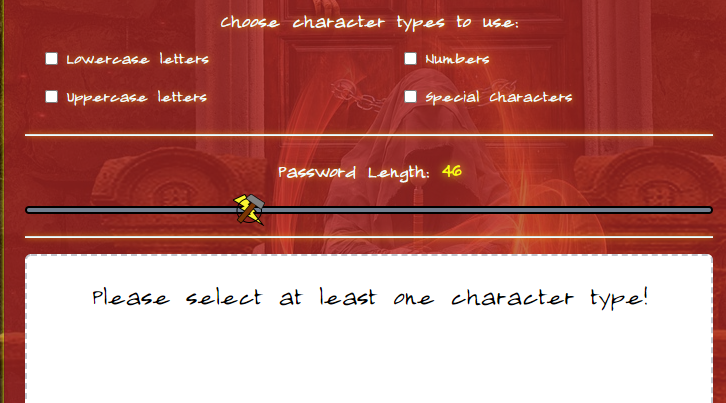 Choose character types to use:
Lowercase letters
Numbers
Uppercase letters
Special Characters
Password Length: 46
Please select at least one character type!